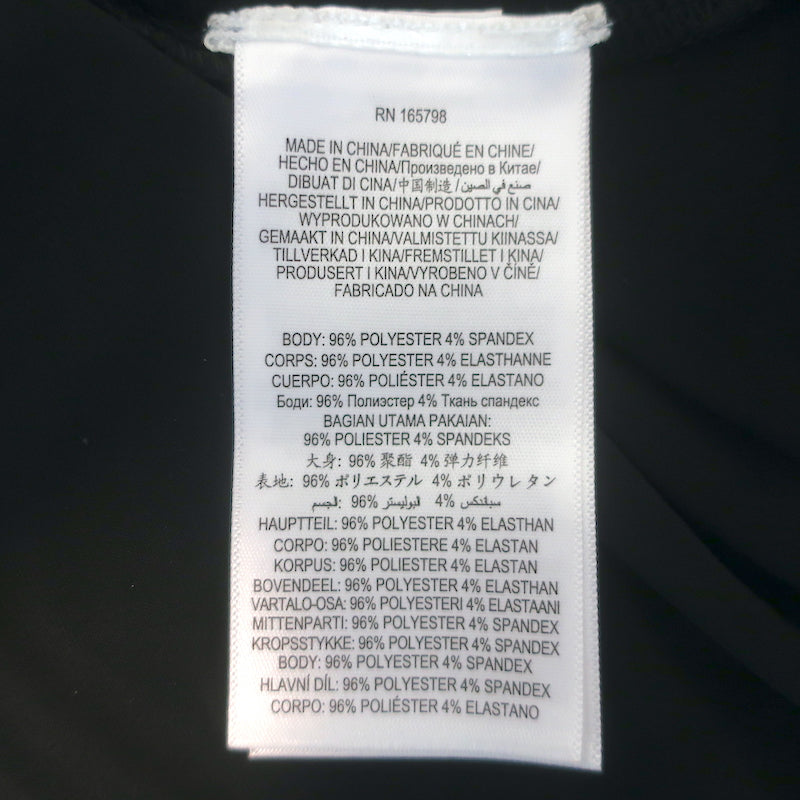 RN 165798
MADE IN CHINA/FABRIQUÉ EN CHINE/
HECHO EN CHINA/Произведено в Китае/
DIBUAT DI CINA/中国制造/صنع في الصين/
HERGESTELLT IN CHINA/PRODOTTO IN CINA/
WYPRODUKOWANO W CHINACH/
GEMAAKT IN CHINA/VALMISTETTU KIINASSA/
TILLVERKAD I KINA/FREMSTILLET I KINA/
PRODUSERT I KINA/VYROBENO V ČÍNĚ/
FABRICADO NA CHINA
BODY: 96% POLYESTER 4% SPANDEX
CORPS: 96% POLYESTER 4% ELASTHANNE
CUERPO: 96% POLIÉSTER 4% ELASTANO
Боди: 96% Полиэстер 4% Ткань спандекс
BAGIAN UTAMA PAKAIAN:
96% POLIESTER 4% SPANDEKS
大身: 96% 聚酯 4% 弹力纤维
表地: 96% ポリエステル 4% ポリウレタン
الجسم: 96% البوليستر 4% سباندكس
HAUPTTEIL: 96% POLYESTER 4% ELASTHAN
CORPO: 96% POLIESTERE 4% ELASTAN
KORPUS: 96% POLYESTER 4% ELASTAN
BOVENDEEL: 96% POLYESTER 4% ELASTHAN
VARTALO-OSA: 96% POLYESTERI 4% ELASTAANI
MITTENPARTI: 96% POLYESTER 4% SPANDEX
KROPSSTYKKE: 96% POLYESTER 4% SPANDEX
BODY: 96% POLYESTER 4% SPANDEX
HLAVNÍ DÍL: 96% POLYESTER 4% SPANDEX
CORPO: 96% POLIÉSTER 4% ELASTANO